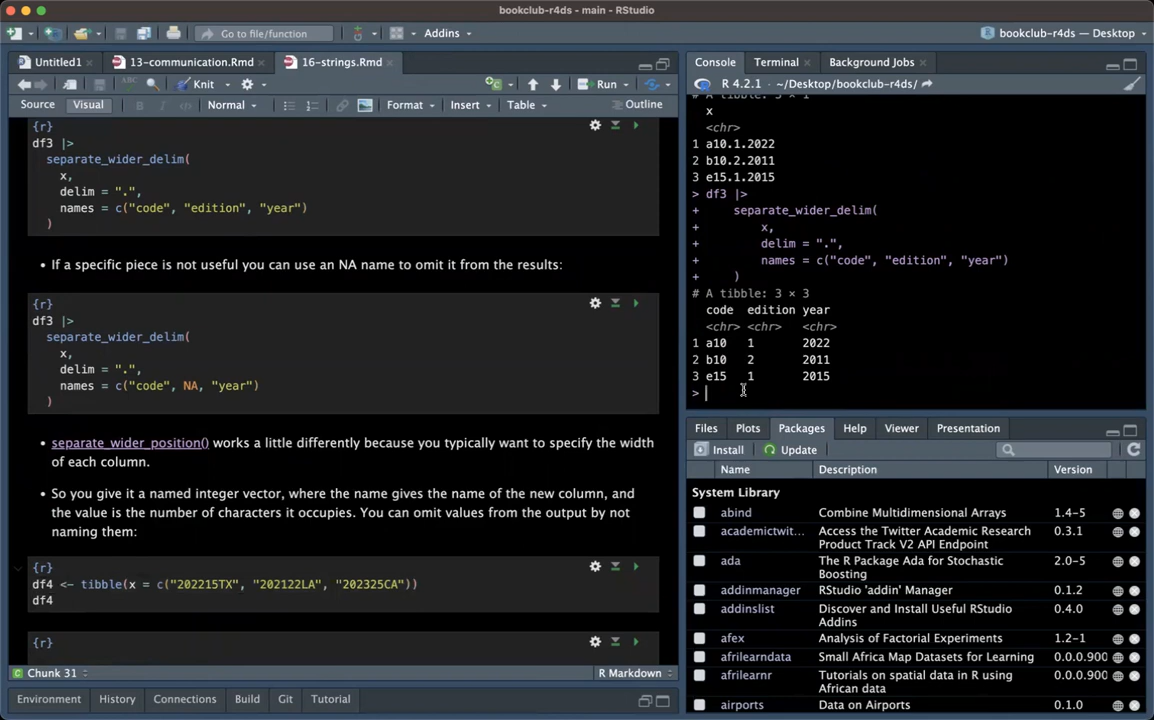 bookclub-r4ds - main - RStudio
Go to file/function
Addins
bookclub-r4ds — Desktop
Untitled1
13-communication.Rmd
16-strings.Rmd
Knit
Run
Source
Visual
B
I
Normal
Format
Insert
Table
Outline
{r}
df3 |>
separate_wider_delim(
x,
delim = ".",
names = c("code", "edition", "year")
)
• If a specific piece is not useful you can use an NA name to omit it from the results:
{r}
df3 |>
separate_wider_delim(
x,
delim = ".",
names = c("code", NA, "year")
)
• separate_wider_position() works a little differently because you typically want to specify the width
of each column.
• So you give it a named integer vector, where the name gives the name of the new column, and
the value is the number of characters it occupies. You can omit values from the output by not
naming them:
{r}
df4 <- tibble(x = c("202215TX", "202122LA", "202325CA"))
df4
{r}
Chunk 31
R Markdown
Environment
History
Connections
Build
Git
Tutorial
Console
Terminal
Background Jobs
R 4.2.1 · ~/Desktop/bookclub-r4ds/
# A tibble: 3 × 1
x
<chr>
1 a10.1.2022
2 b10.2.2011
3 e15.1.2015
> df3 |>
+ separate_wider_delim(
+ x,
+ delim = ".",
+ names = c("code", "edition", "year")
+ )
# A tibble: 3 × 3
code edition year
<chr> <chr> <chr>
1 a10 1 2022
2 b10 2 2011
3 e15 1 2015
>
Files
Plots
Packages
Help
Viewer
Presentation
Install
Update
Name Description Version
System Library
abind Combine Multidimensional Arrays 1.4-5
academictwit... Access the Twitter Academic Research 0.3.1
Product Track V2 API Endpoint
ada The R Package Ada for Stochastic 2.0-5
Boosting
addinmanager RStudio 'addin' Manager 0.1.2
addinslist Discover and Install Useful RStudio 0.4.0
Addins
afex Analysis of Factorial Experiments 1.2-1
afrilearndata Small Africa Map Datasets for Learning 0.0.0.900
afrilearnr Tutorials on spatial data in R using 0.0.0.900
African data
airports Data on Airports 0.1.0